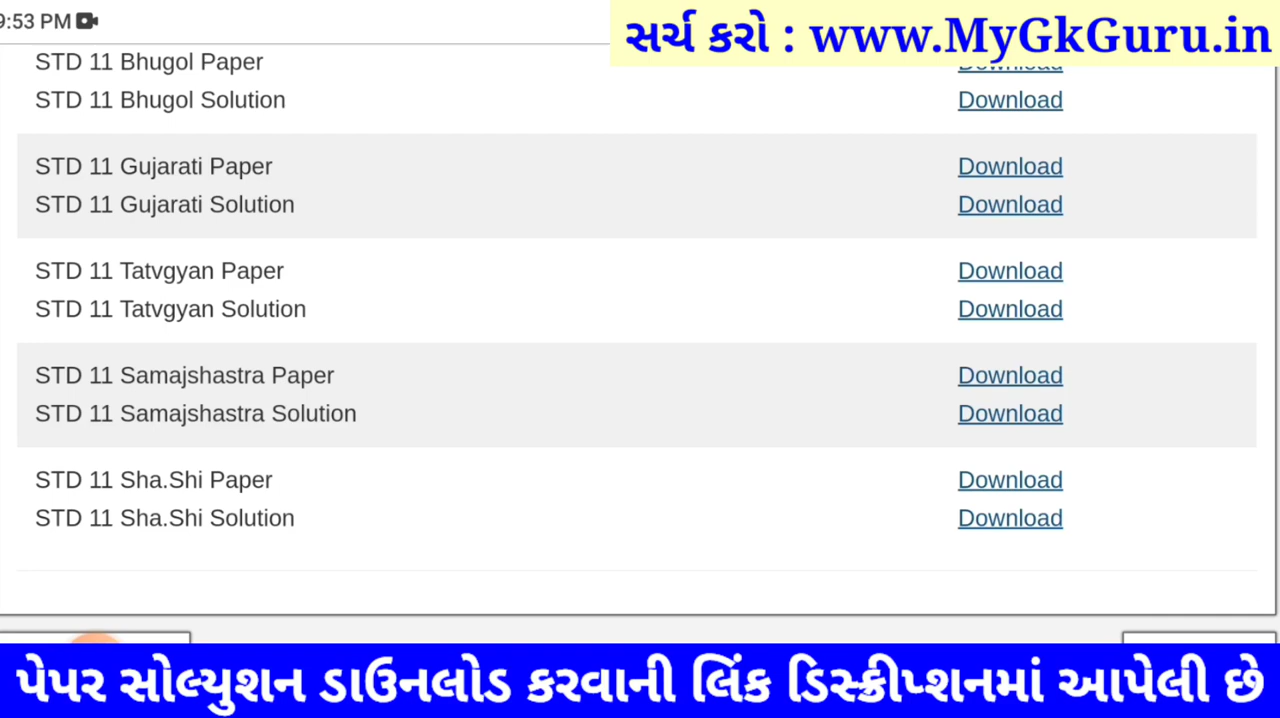 9:53 PM
સર્ચ કરો : www.MyGkGuru.in
STD 11 Bhugol Paper Download
STD 11 Bhugol Solution Download
STD 11 Gujarati Paper Download
STD 11 Gujarati Solution Download
STD 11 Tatvgyan Paper Download
STD 11 Tatvgyan Solution Download
STD 11 Samajshastra Paper Download
STD 11 Samajshastra Solution Download
STD 11 Sha.Shi Paper Download
STD 11 Sha.Shi Solution Download
પેપર સોલ્યુશન ડાઉનલોડ કરવાની લિંક ડિસ્ક્રીપ્શનમાં આપેલી છે